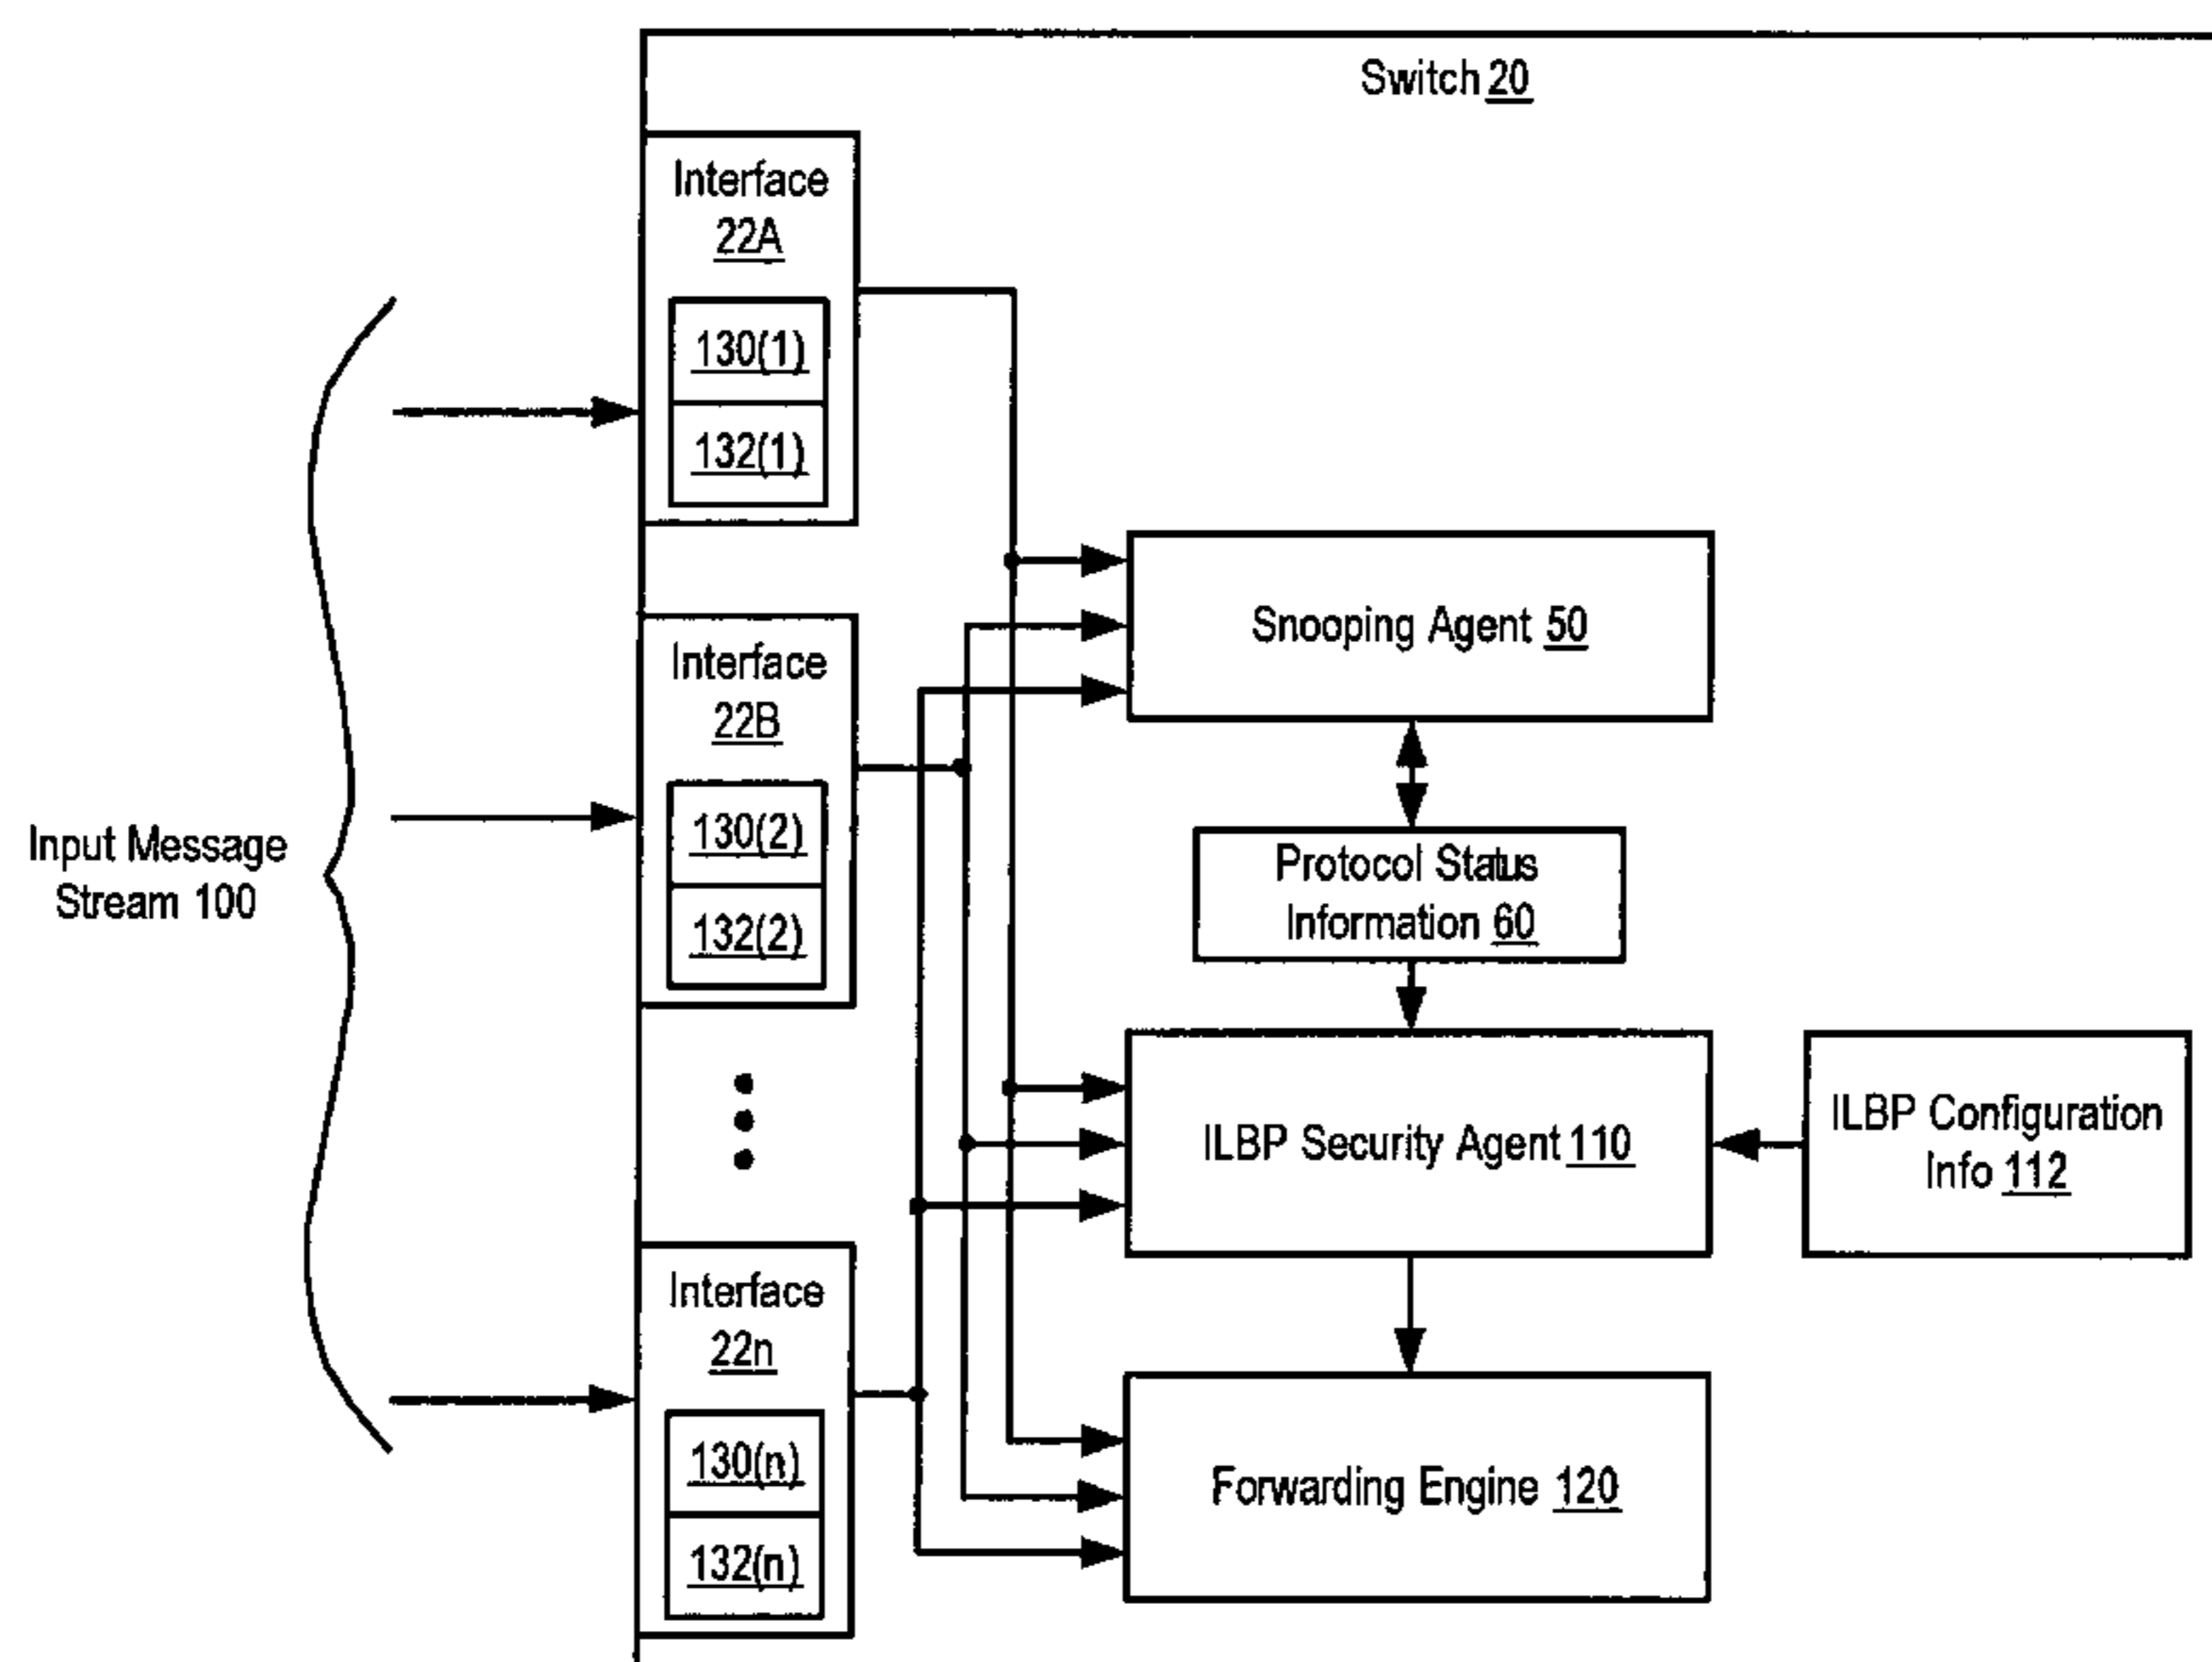 Switch 20
Interface
22A
130(1)
132(1)
Snooping Agent 50
Interface
22B
130(2)
132(2)
Input Message
Stream 100
Protocol Status
Information 60
ILBP Security Agent 110
ILBP Configuration
Info 112
Interface
22n
130(n)
132(n)
Forwarding Engine 120